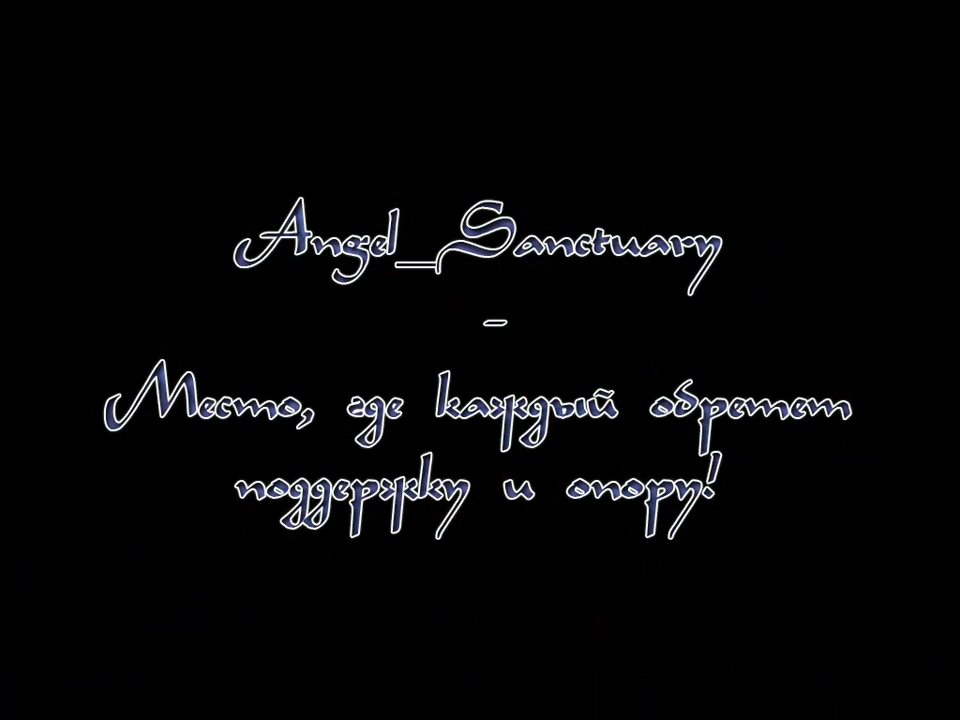 Angel_Sanctuary
-
Место, где каждый обретет
поддержку и опору!